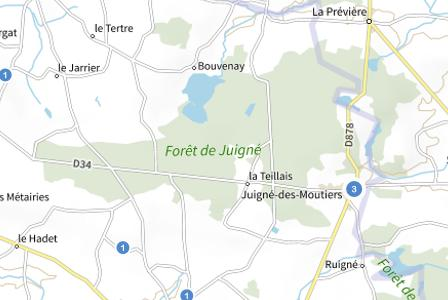 La Prévière
le Tertre
rgat
Bouvenay
le Jarrier
1
D878
Forêt de Juigné
D34
la Teillais
3
Juigné-des-Moutiers
s Métairies
le Hadet
1
Ruigné
Forêt de
1